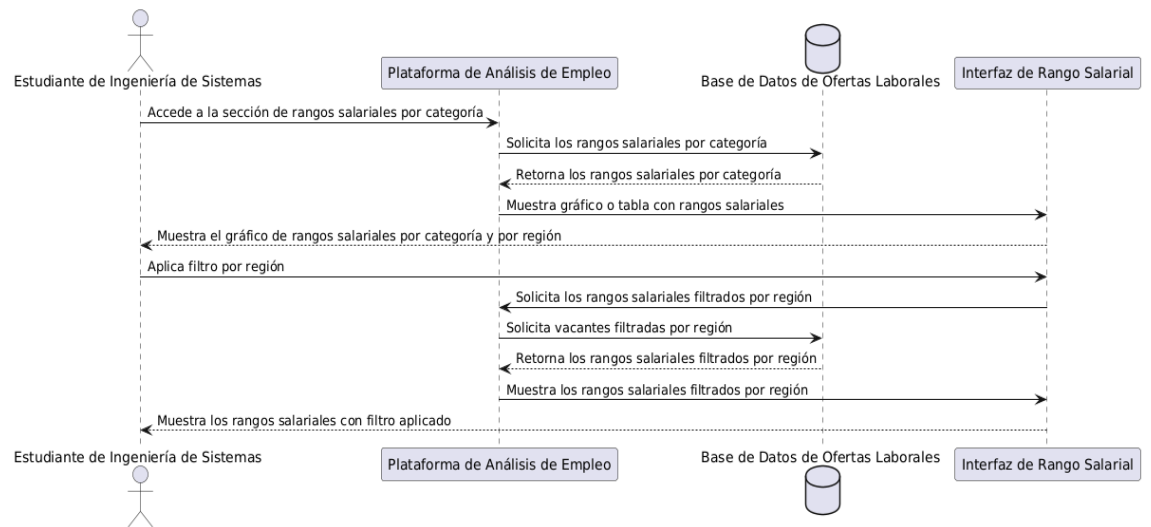 Estudiante de Ingeniería de Sistemas
Plataforma de Análisis de Empleo
Base de Datos de Ofertas Laborales
Interfaz de Rango Salarial
Accede a la sección de rangos salariales por categoría
Solicita los rangos salariales por categoría
Retorna los rangos salariales por categoría
Muestra gráfico o tabla con rangos salariales
Muestra el gráfico de rangos salariales por categoría y por región
Aplica filtro por región
Solicita los rangos salariales filtrados por región
Solicita vacantes filtradas por región
Retorna los rangos salariales filtrados por región
Muestra los rangos salariales filtrados por región
Muestra los rangos salariales con filtro aplicado
Estudiante de Ingeniería de Sistemas
Plataforma de Análisis de Empleo
Base de Datos de Ofertas Laborales
Interfaz de Rango Salarial